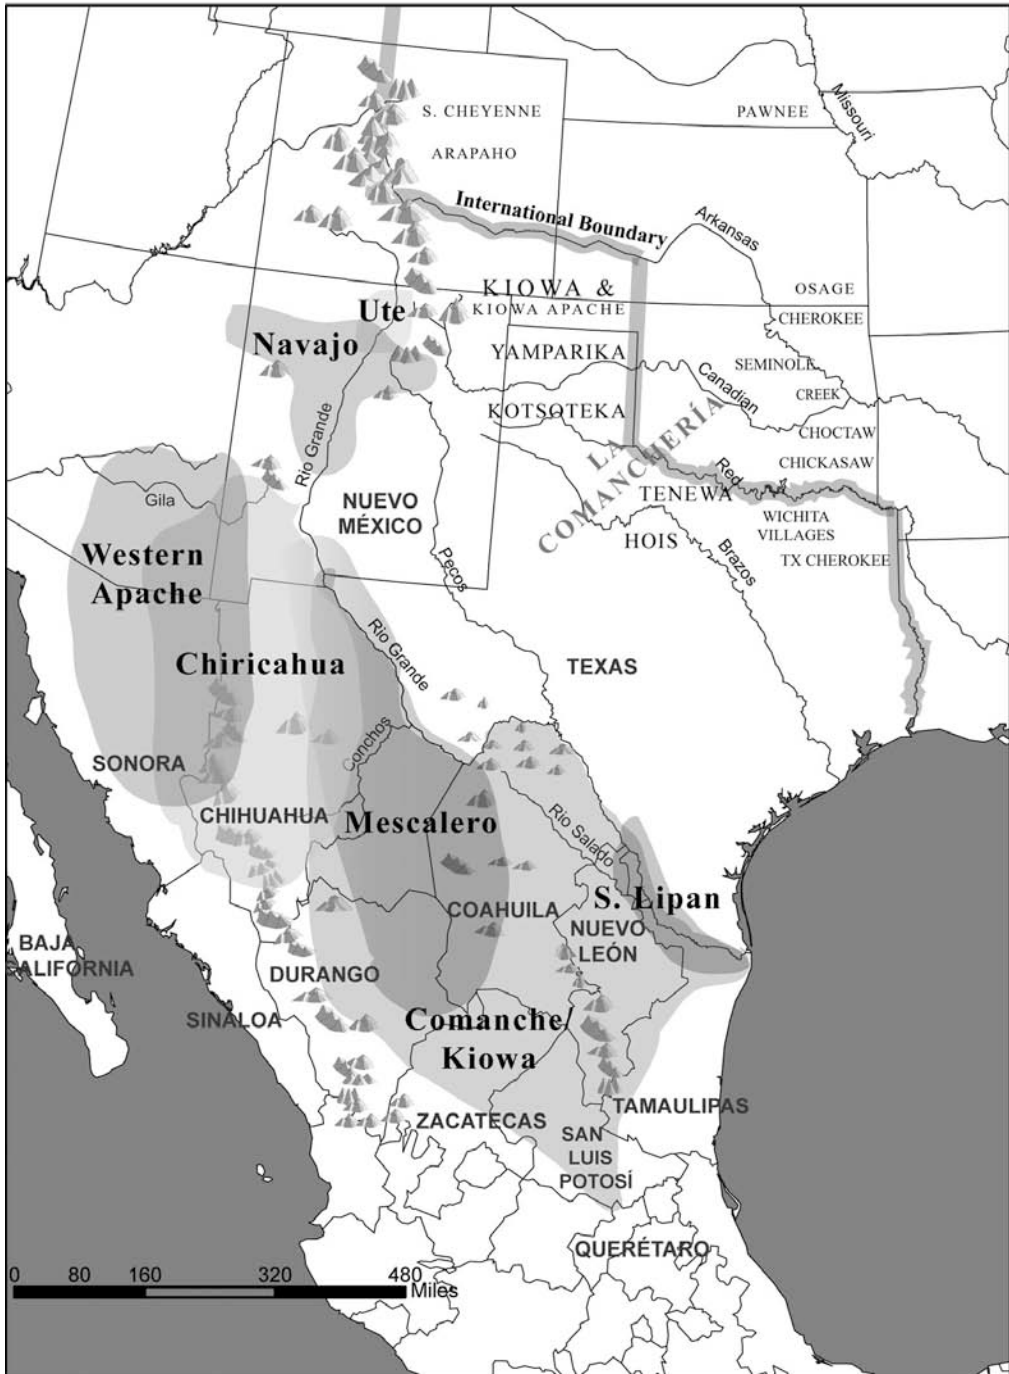 Missouri
S. CHEYENNE
PAWNEE
ARAPAHO
International Boundary
Arkansas
KIOWA &
KIOWA APACHE
OSAGE
CHEROKEE
Ute
Navajo
YAMPARIKA
SEMINOLE
Canadian
CREEK
KOTSOTEKA
Rio Grande
CHOCTAW
LA
COMANCHERÍA
CHICKASAW
Red
Gila
NUEVO
MÉXICO
TENEWA
WICHITA
VILLAGES
HOIS
Brazos
TX CHEROKEE
Western
Apache
Pecos
Rio Grande
Chiricahua
TEXAS
Conchos
SONORA
CHIHUAHUA
Mescalero
Rio Salado
S. Lipan
COAHUILA
NUEVO
LEÓN
BAJA
CALIFORNIA
DURANGO
SINALOA
Comanche/
Kiowa
TAMAULIPAS
ZACATECAS
SAN
LUIS
POTOSÍ
QUERÉTARO
0 80 160 320 480
Miles